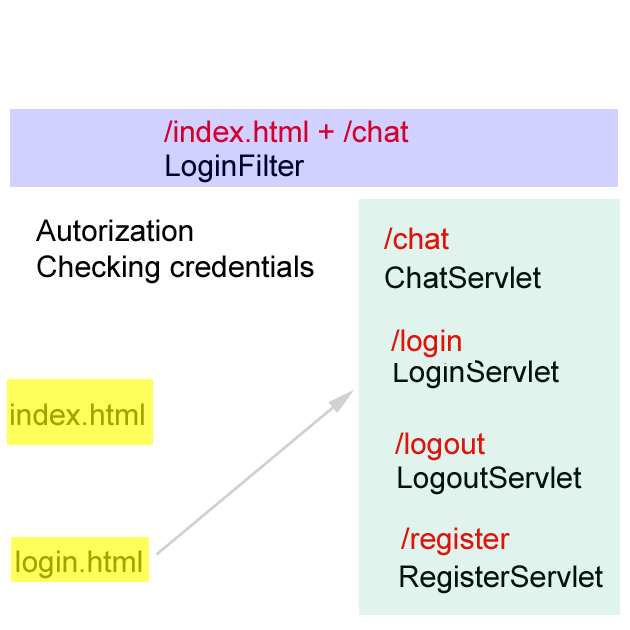 /index.html + /chat
LoginFilter
Autorization
Checking credentials
/chat
ChatServlet
/login
LoginServlet
index.html
/logout
LogoutServlet
/register
RegisterServlet
login.html